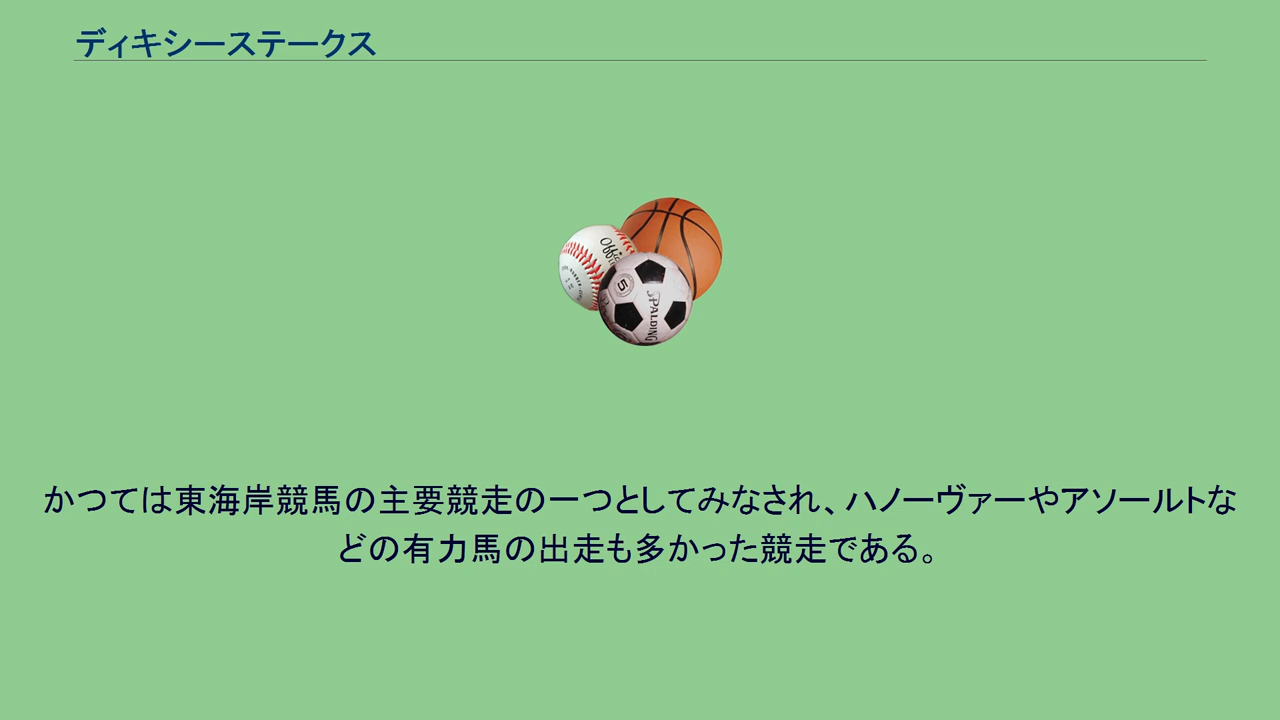 ディキシーステークス
Offici
5
SPALDING
かつては東海岸競馬の主要競走の一つとしてみなされ、ハノーヴァーやアソールトな
どの有力馬の出走も多かった競走である。